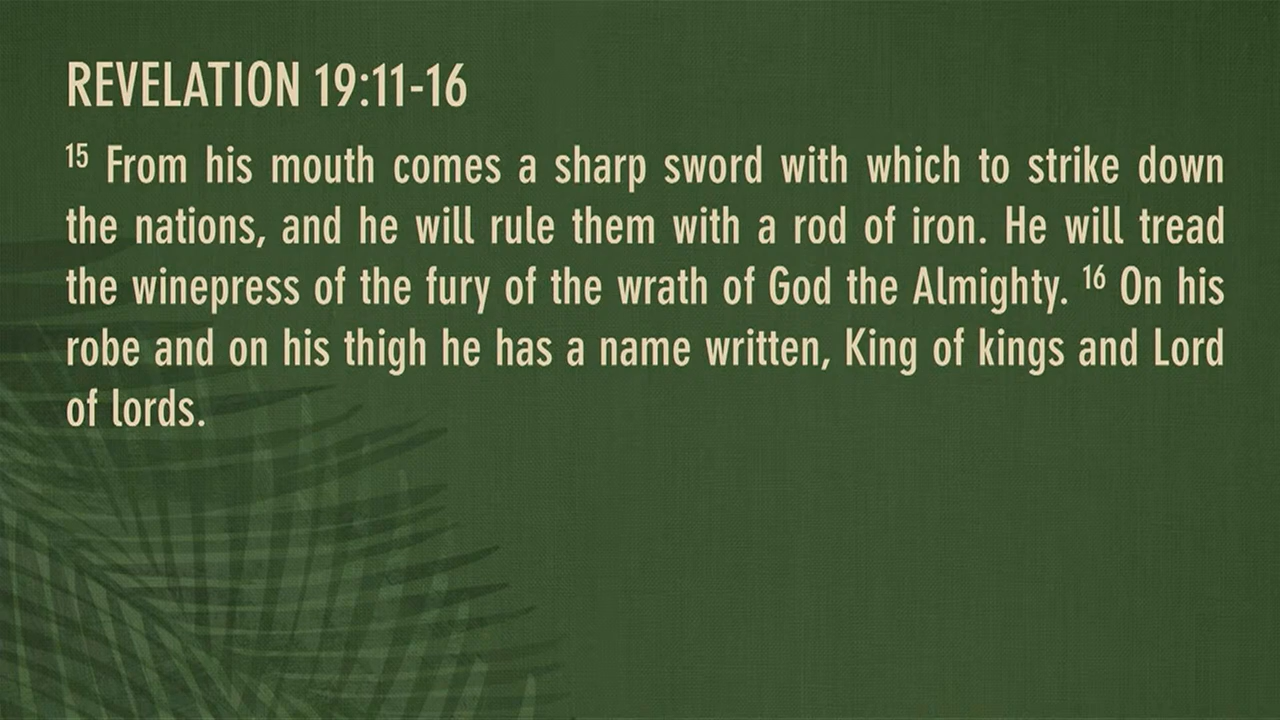 REVELATION 19:11-16
15 From his mouth comes a sharp sword with which to strike down
the nations, and he will rule them with a rod of iron. He will tread
the winepress of the fury of the wrath of God the Almighty. 16 On his
robe and on his thigh he has a name written, King of kings and Lord
of lords.